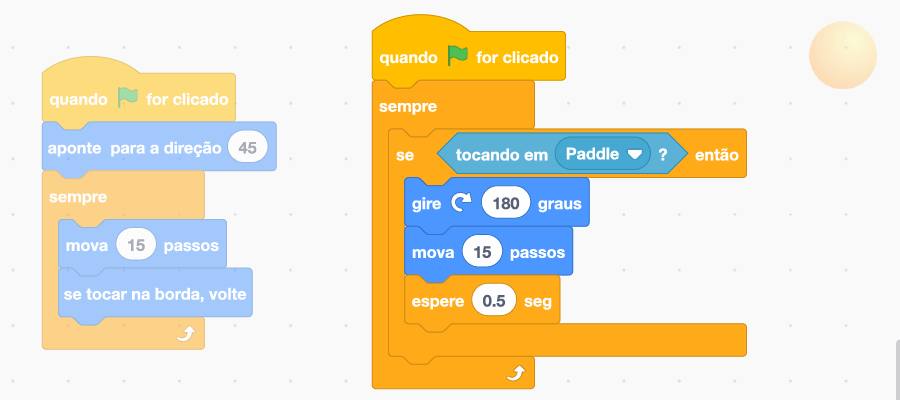 quando for clicado
aponte para a direção 45
sempre
mova 15 passos
se tocar na borda, volte
quando for clicado
sempre
se tocando em Paddle ? então
gire 180 graus
mova 15 passos
espere 0.5 seg